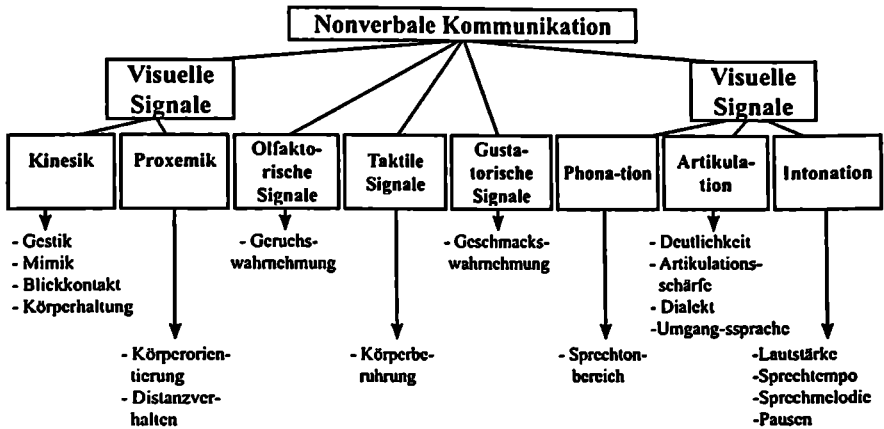 Nonverbale Kommunikation
Visuelle
Signale
Visuelle
Signale
Kinesik
Proxemik
Olfakto-
rische
Signale
Taktile
Signale
Gusta-
torische
Signale
Phona-tion
Artikula-
tion
Intonation
- Gestik
- Mimik
- Blickkontakt
- Körperhaltung
- Körperorien-
tierung
- Distanzver-
halten
- Geruchs-
wahrnehmung
- Körperbe-
ruhrung
- Geschmacks-
wahrnehmung
- Sprechton-
bereich
- Deutlichkeit
- Artikulations-
schärfe
- Dialekt
-Umgang-ssprache
-Lautstärke
-Sprechtempo
-Sprechmelodie
-Pausen